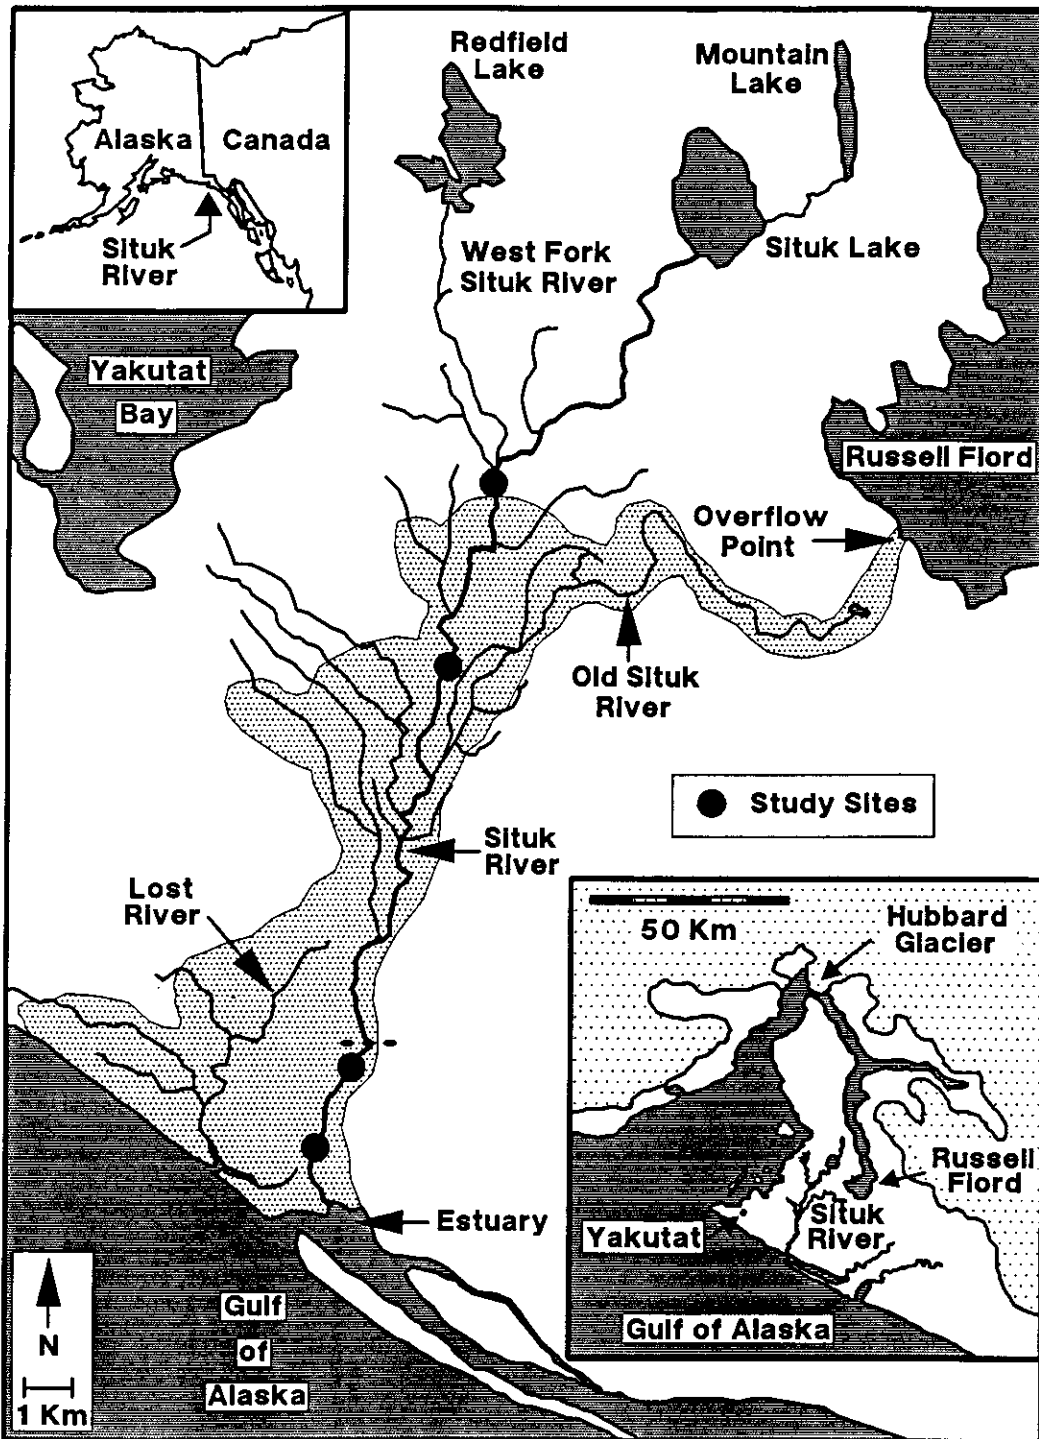 Alaska
Canada
Situk
River
Redfield
Lake
Mountain
Lake
West Fork
Situk River
Situk Lake
Yakutat
Bay
Russell Fiord
Overflow
Point
Old Situk
River
Study Sites
Situk
River
Lost
River
Estuary
Gulf
of
Alaska
N
1 Km
50 Km
Hubbard
Glacier
Russell
Fiord
Situk
River
Yakutat
Gulf of Alaska